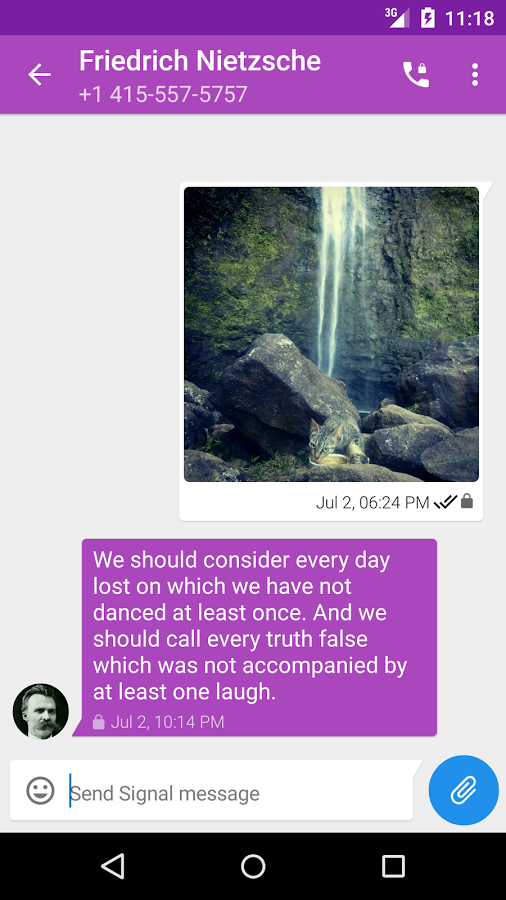 3G 11:18
Friedrich Nietzsche
+1 415-557-5757
Jul 2, 06:24 PM
We should consider every day
lost on which we have not
danced at least once. And we
should call every truth false
which was not accompanied by
at least one laugh.
Jul 2, 10:14 PM
Send Signal message